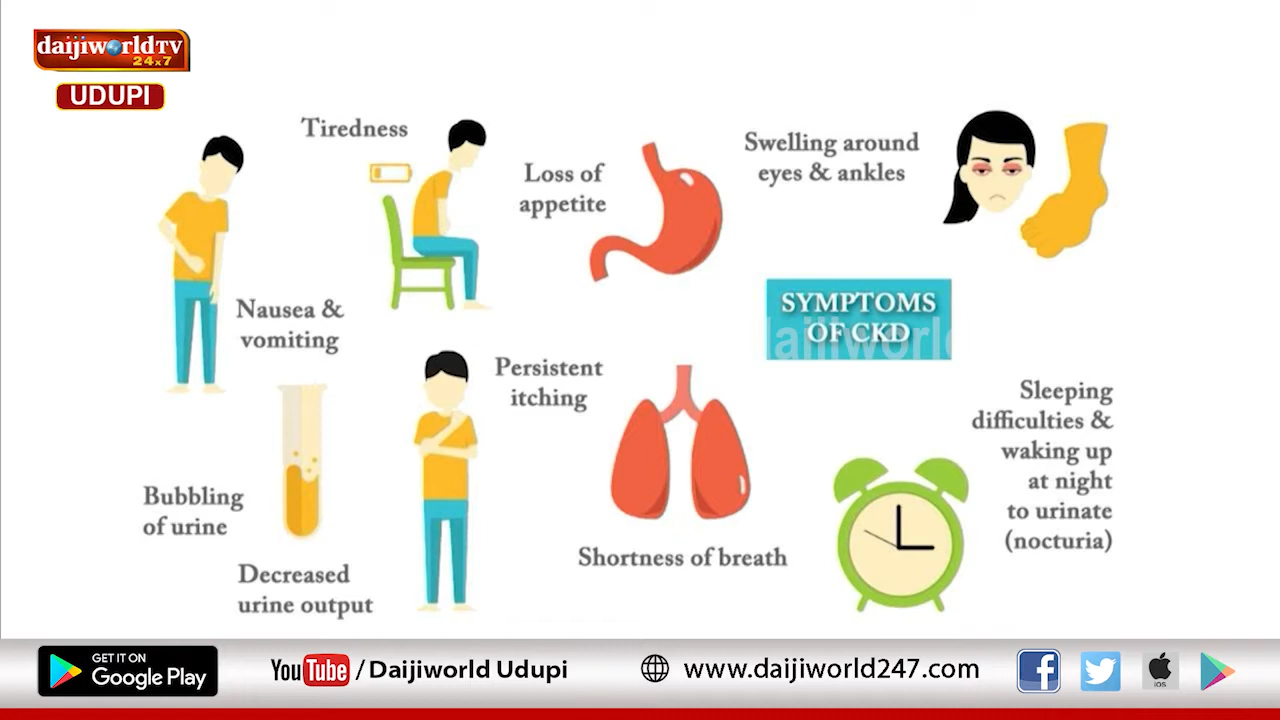 daijiworldTV
24x7
UDUPI
Tiredness
Loss of
appetite
Swelling around
eyes & ankles
Nausea &
vomiting
SYMPTOMS
OF CKD
daijiworld
Persistent
itching
Sleeping
difficulties &
waking up
at night
to urinate
(nocturia)
Bubbling
of urine
Shortness of breath
Decreased
urine output
GET IT ON
Google Play
YouTube / Daijiworld Udupi
www.daijiworld247.com
f
iOS